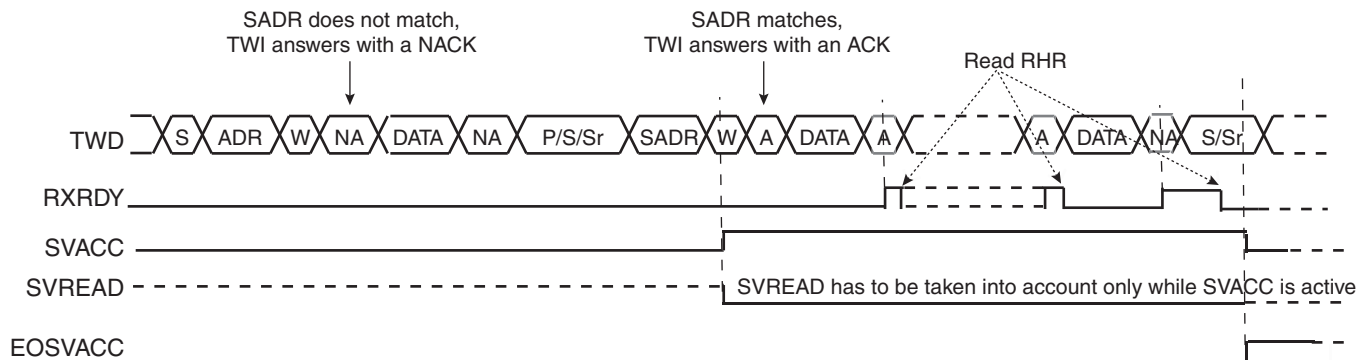 SADR does not match,
TWI answers with a NACK
SADR matches,
TWI answers with an ACK
Read RHR
TWD S ADR W NA DATA NA P/S/Sr SADR W A DATA A A DATA NA S/Sr
RXRDY
SVACC
SVREAD SVREAD has to be taken into account only while SVACC is active
EOSVACC